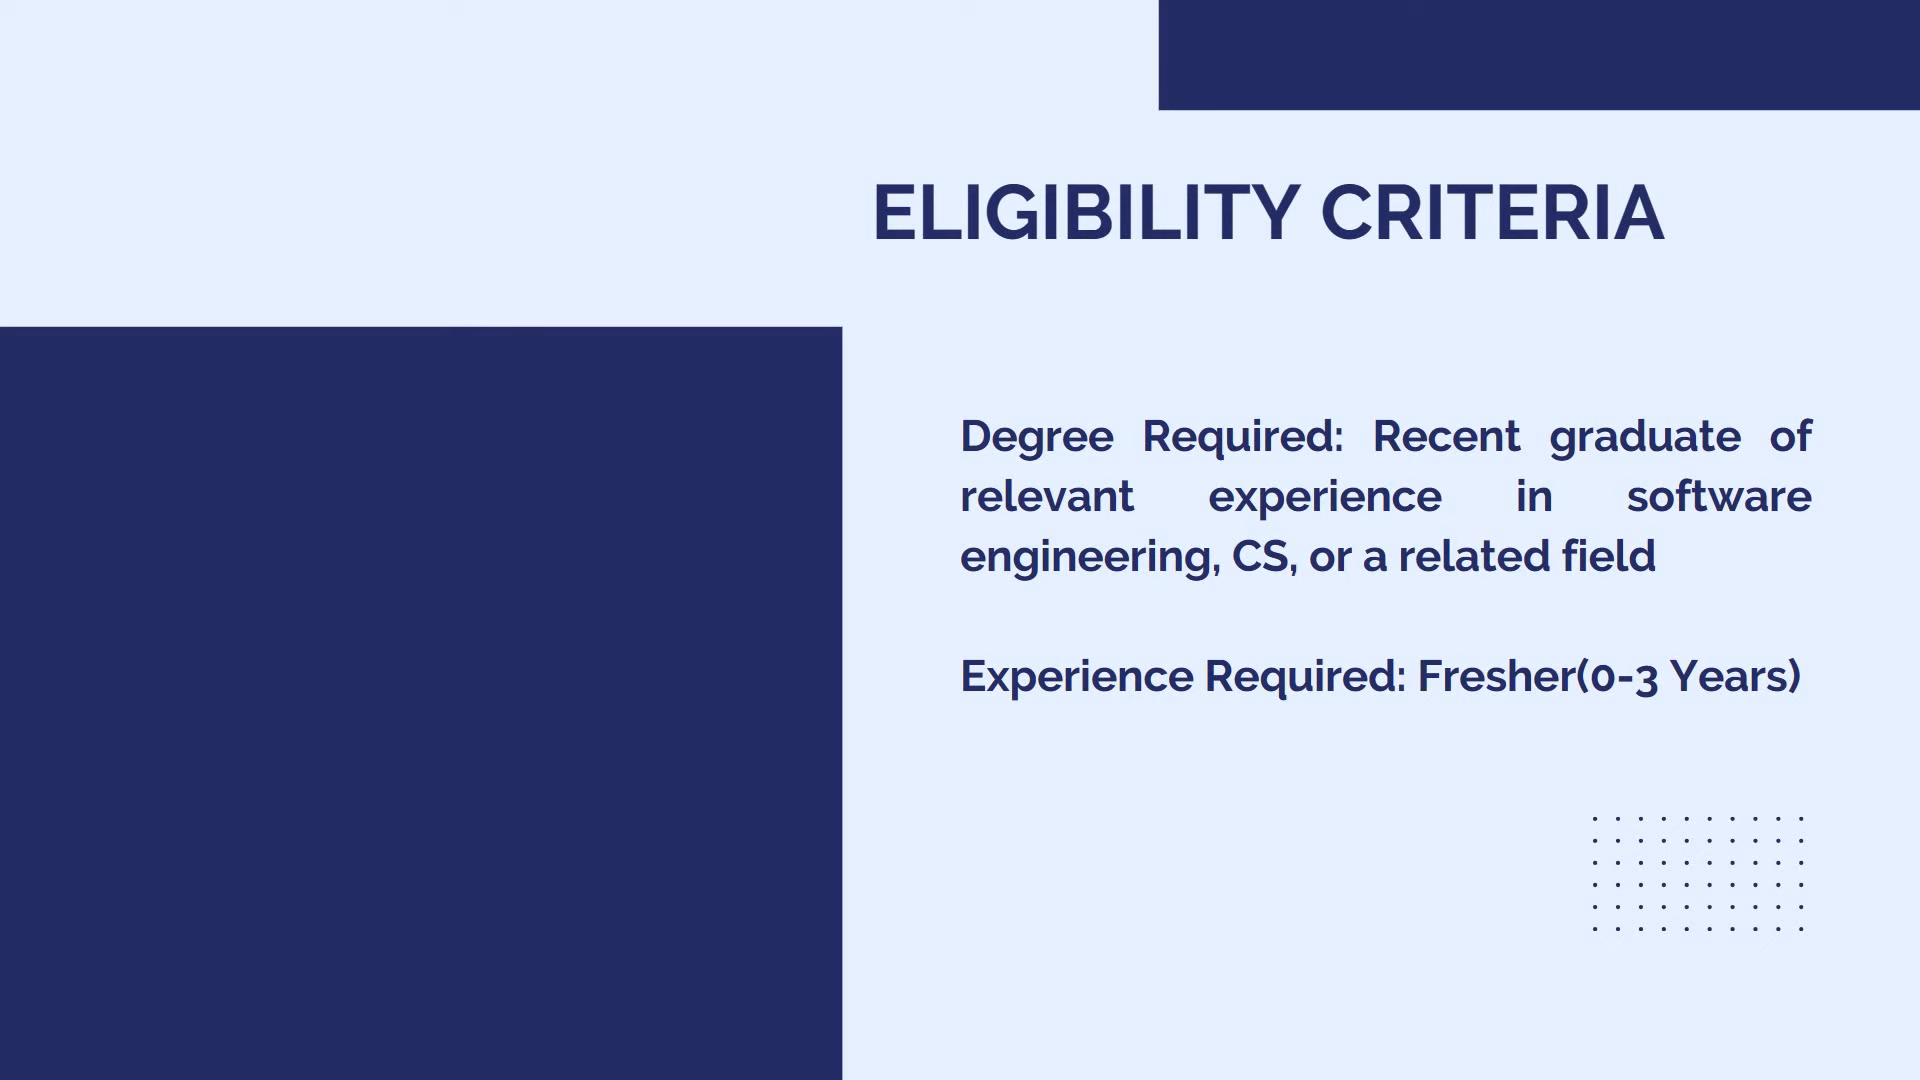 ELIGIBILITY CRITERIA
Degree Required: Recent graduate of
relevant experience in software
engineering, CS, or a related field
Experience Required: Fresher(0-3 Years)